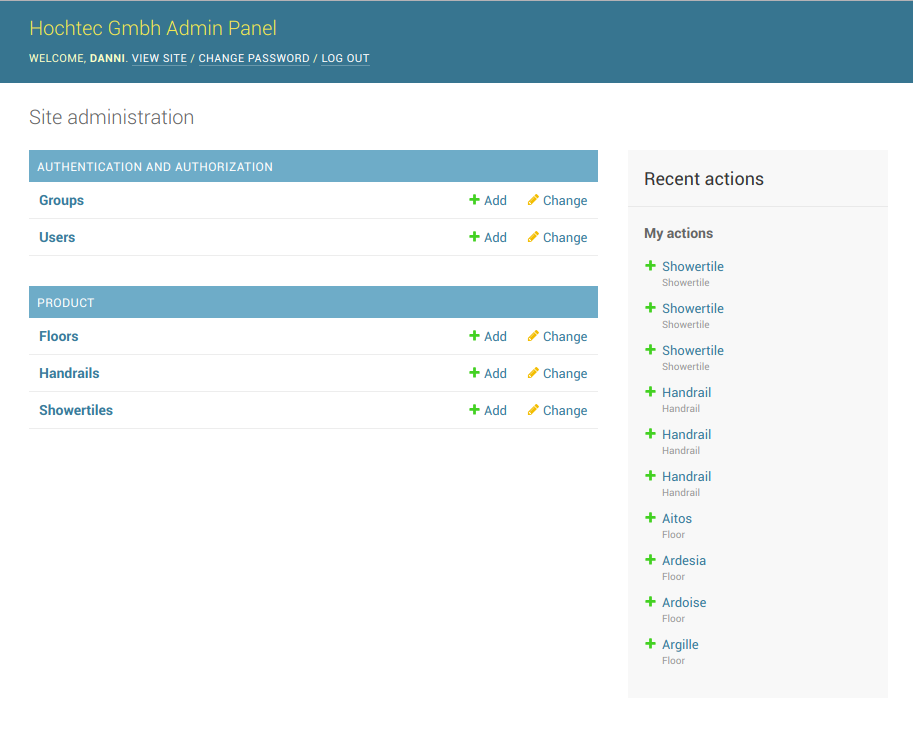 Hochtec Gmbh Admin Panel
WELCOME, DANNI. VIEW SITE / CHANGE PASSWORD / LOG OUT
Site administration
AUTHENTICATION AND AUTHORIZATION
Groups Add Change
Users Add Change
PRODUCT
Floors Add Change
Handrails Add Change
Showertiles Add Change
Recent actions
My actions
Showertile
Showertile
Showertile
Showertile
Showertile
Showertile
Handrail
Handrail
Handrail
Handrail
Handrail
Handrail
Aitos
Floor
Ardesia
Floor
Ardoise
Floor
Argille
Floor